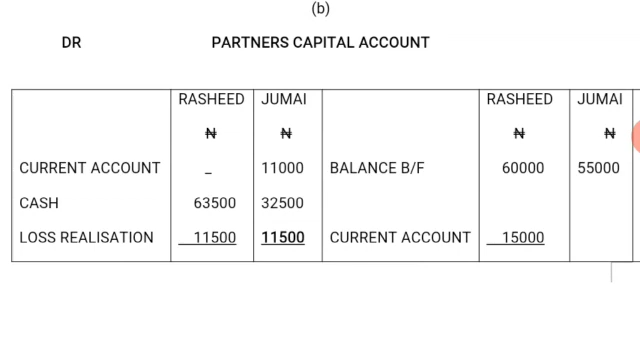 (b)
DR PARTNERS CAPITAL ACCOUNT
RASHEED JUMAI RASHEED JUMAI
₦ ₦ ₦ ₦
CURRENT ACCOUNT _ 11000 BALANCE B/F 60000 55000
CASH 63500 32500
LOSS REALISATION 11500 11500 CURRENT ACCOUNT 15000